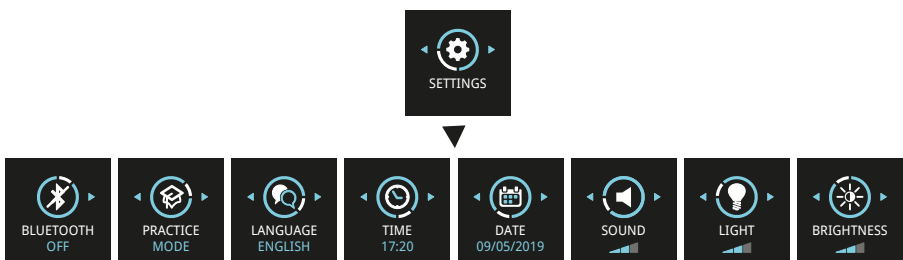 SETTINGS
BLUETOOTH
OFF
PRACTICE
MODE
LANGUAGE
ENGLISH
TIME
17:20
DATE
09/05/2019
SOUND
LIGHT
BRIGHTNESS